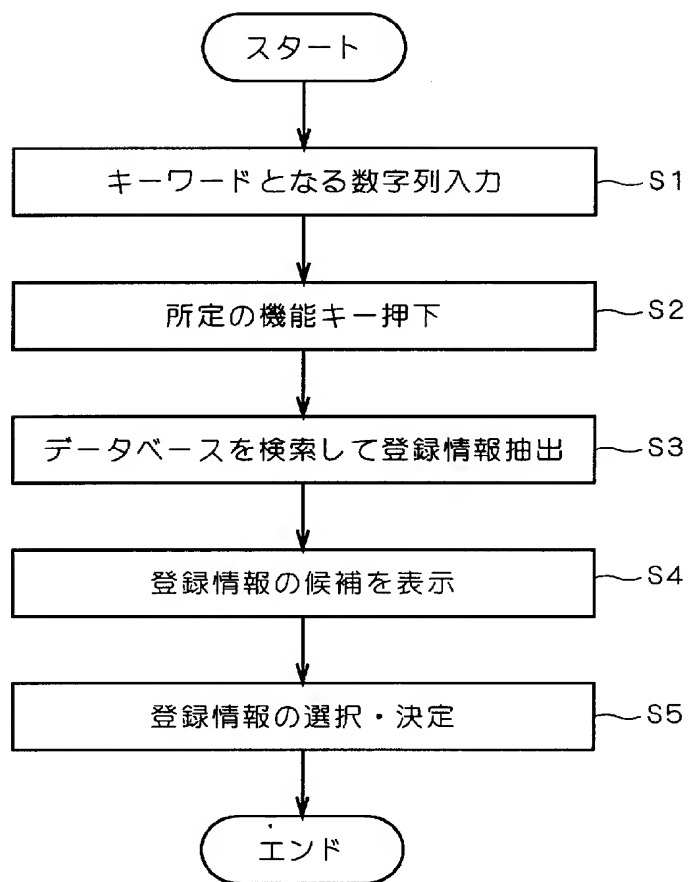 スタート
キーワードとなる数字列入力
S1
所定の機能キー押下
S2
データベースを検索して登録情報抽出
S3
登録情報の候補を表示
S4
登録情報の選択・決定
S5
エンド